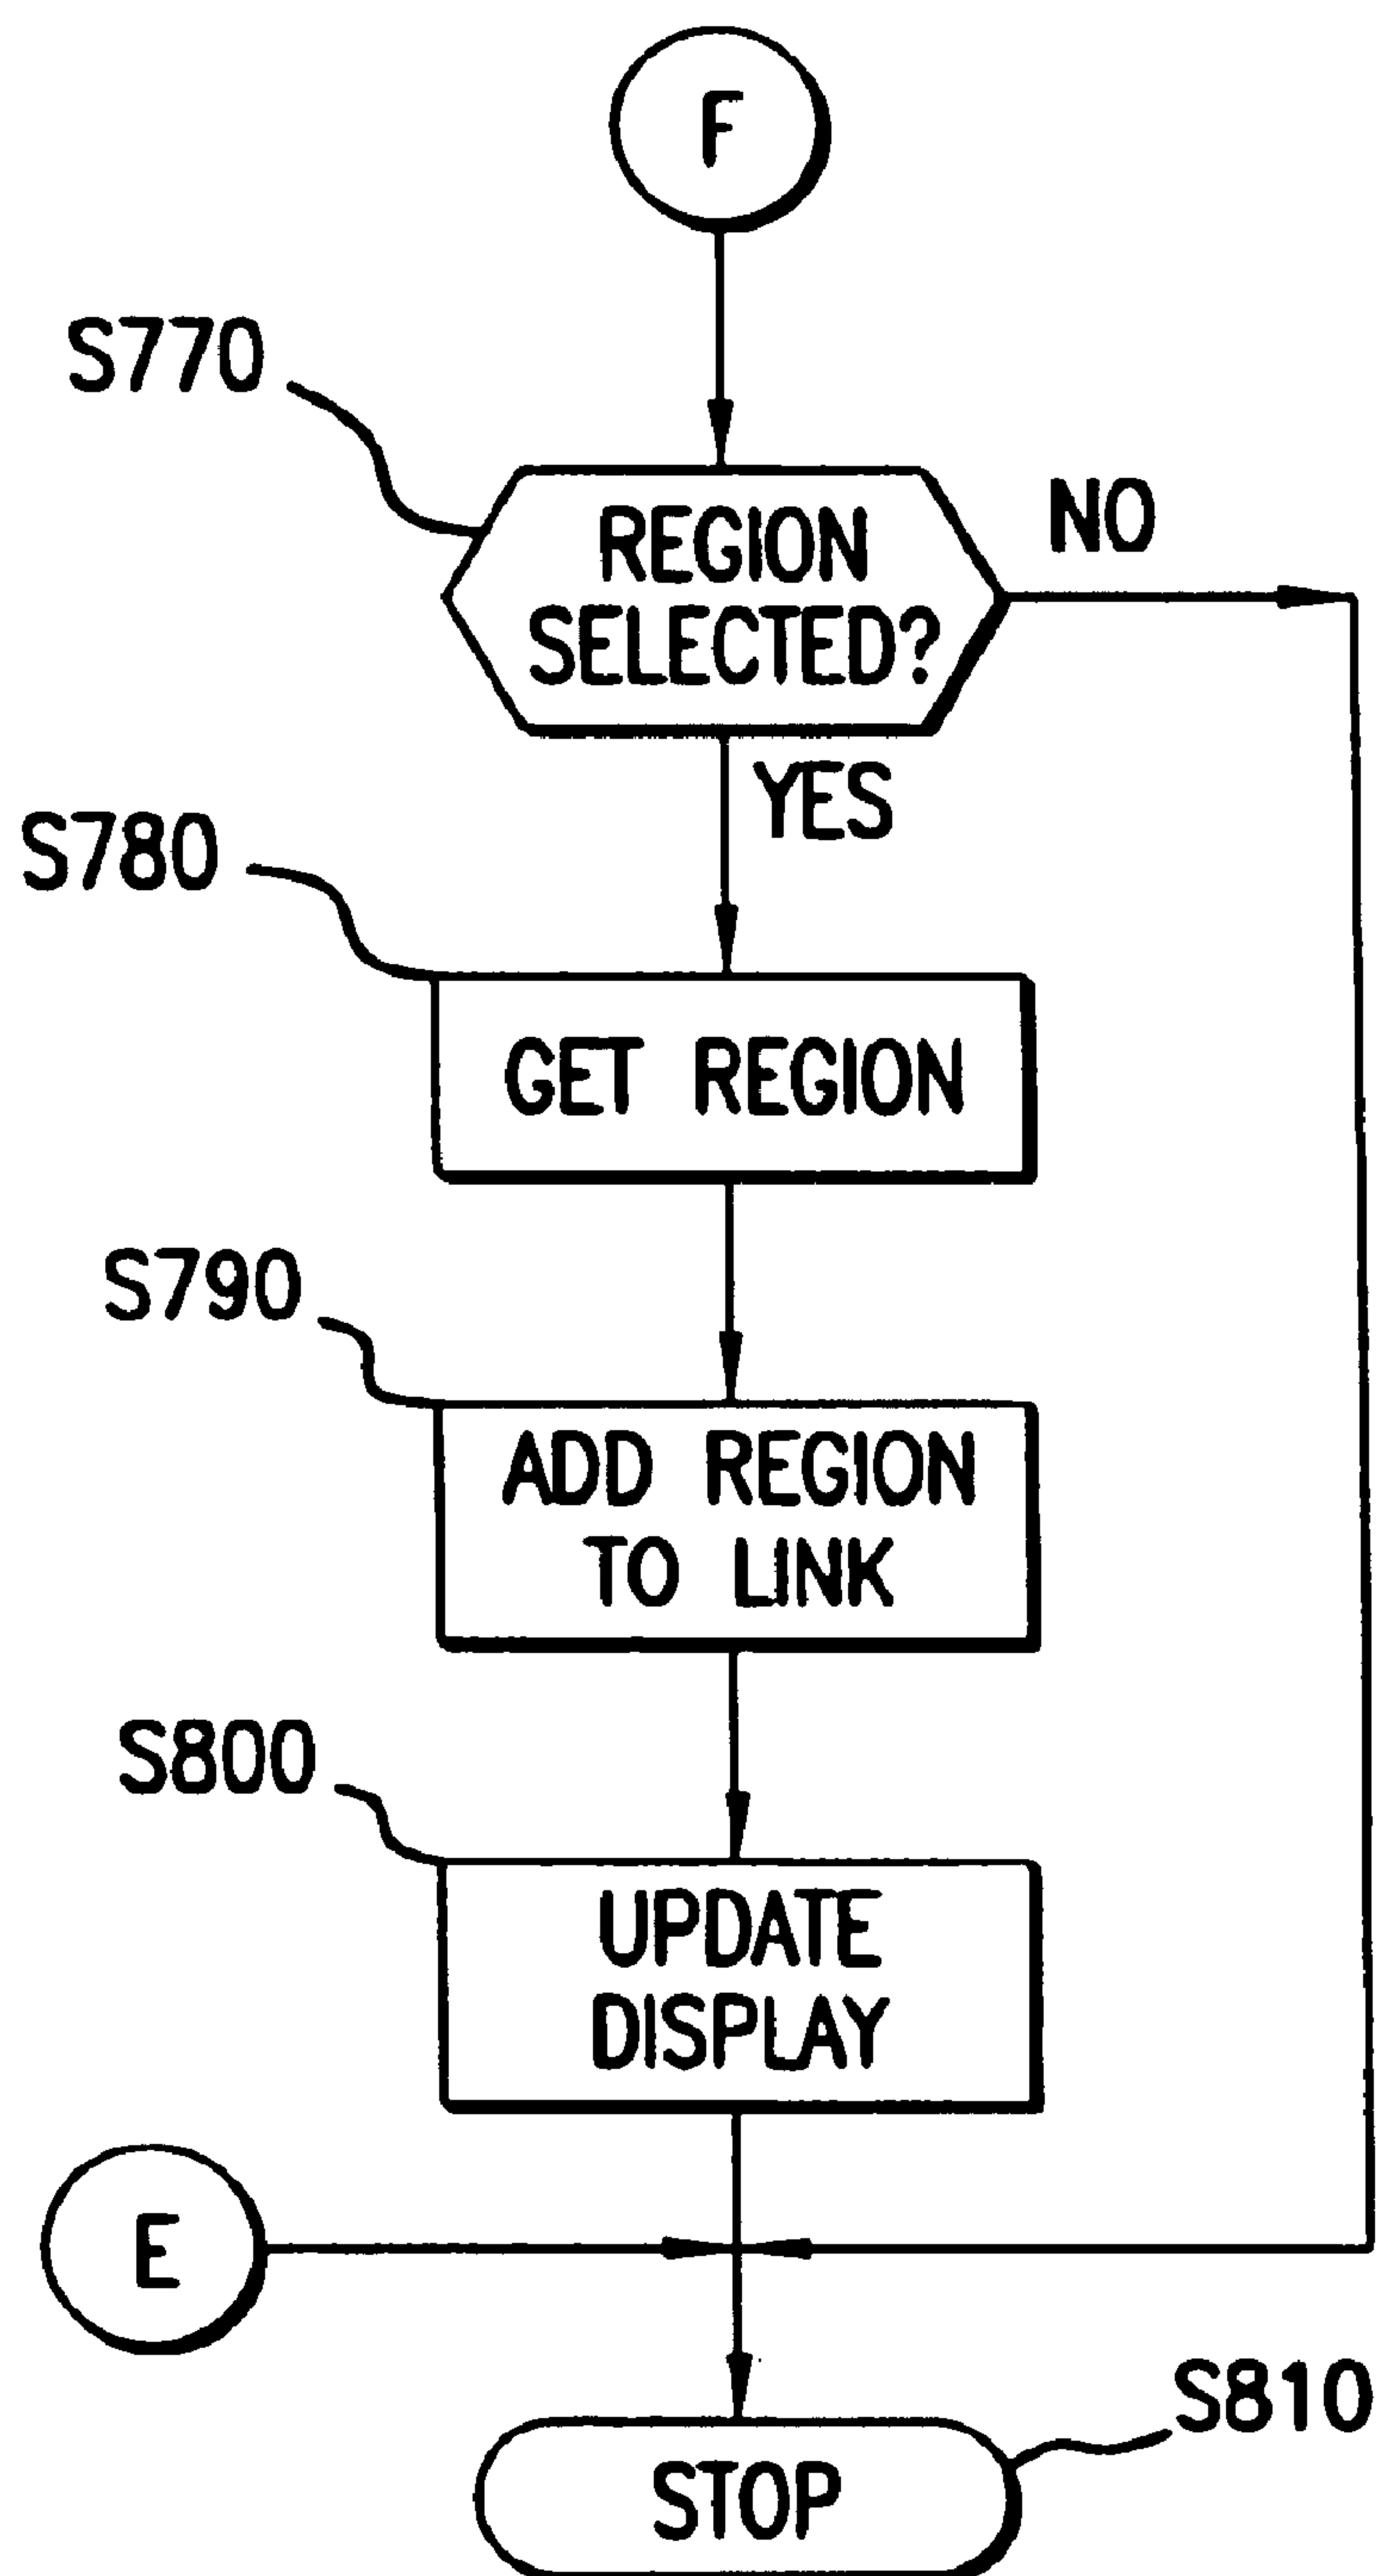 F
S770
REGION
SELECTED?
NO
YES
S780
GET REGION
S790
ADD REGION
TO LINK
S800
UPDATE
DISPLAY
E
S810
STOP